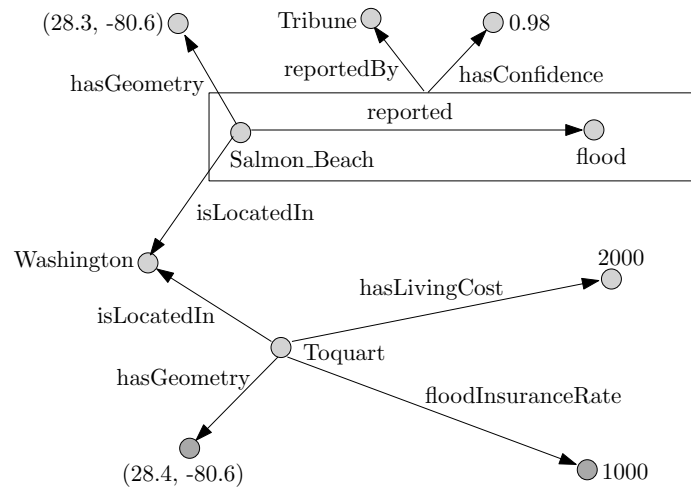 (28.3, -80.6)
Tribune
0.98
hasGeometry
reportedBy
hasConfidence
reported
Salmon_Beach
flood
isLocatedIn
Washington
2000
hasLivingCost
isLocatedIn
Toquart
hasGeometry
floodInsuranceRate
(28.4, -80.6)
1000